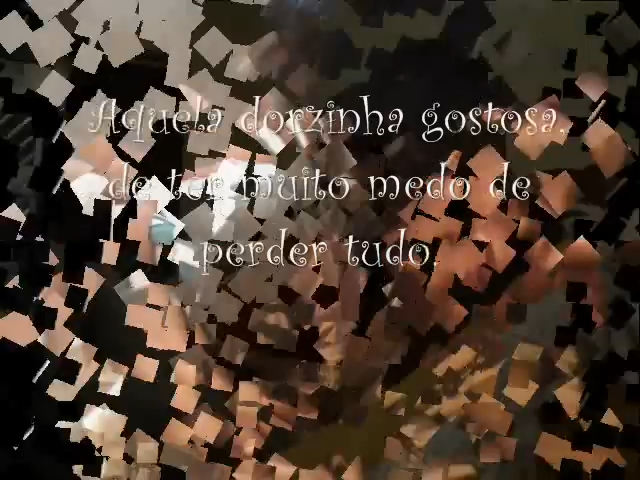 Aquela dorzinha gostosa,
de ter muito medo de
perder tudo.